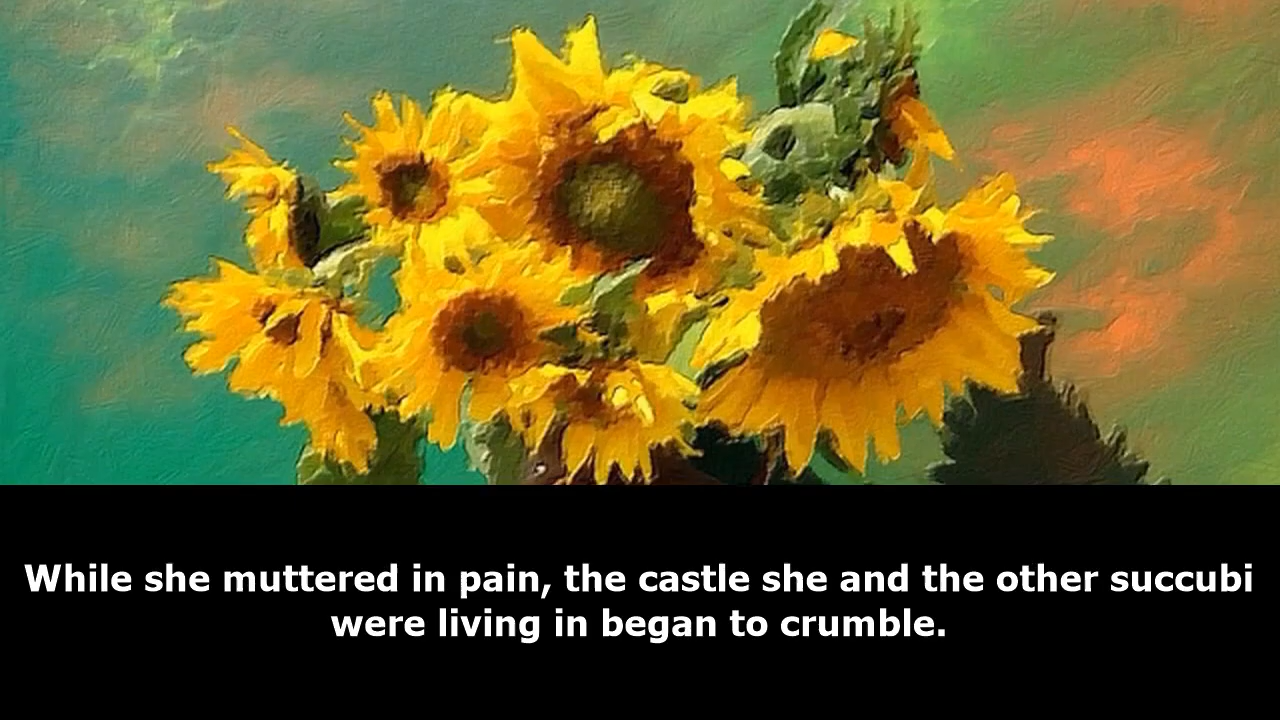 While she muttered in pain, the castle she and the other succubi
were living in began to crumble.